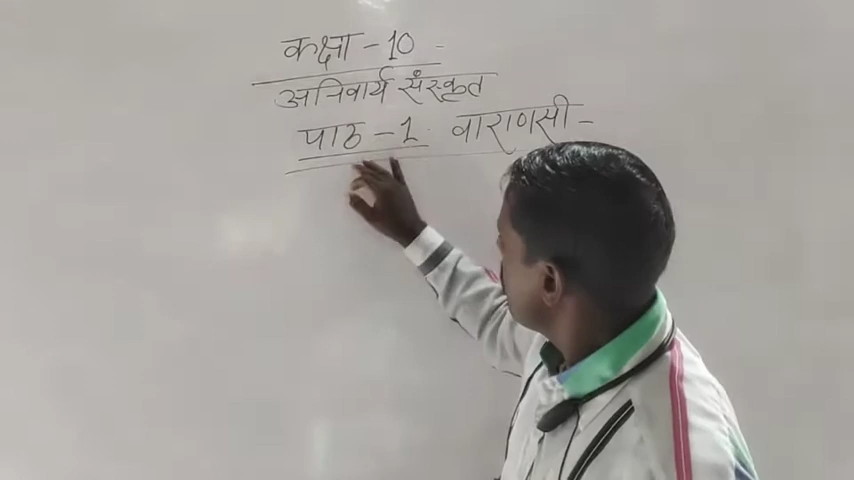 कक्षा - 10 -
अनिवार्य संस्कृत
पाठ - 1 वाराणसी -